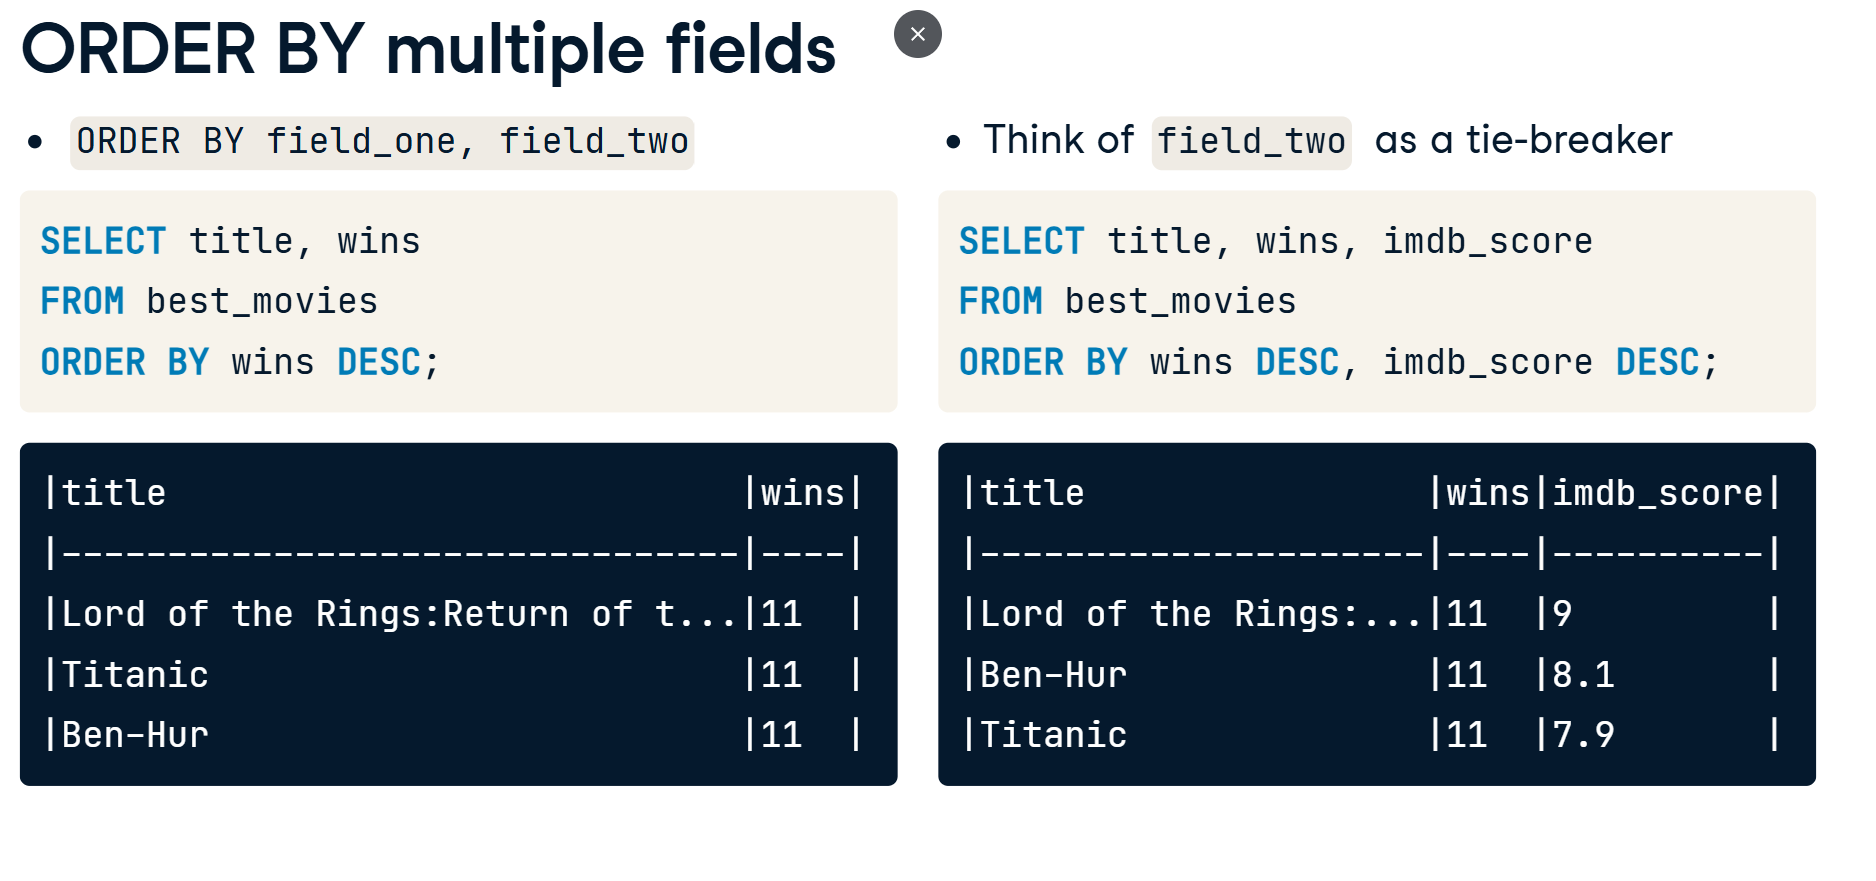 ORDER BY multiple fields
• ORDER BY field_one, field_two
SELECT title, wins
FROM best_movies
ORDER BY wins DESC;
|title                           |wins|
|--------------------------------|----|
|Lord of the Rings:Return of t...|11  |
|Titanic                         |11  |
|Ben-Hur                         |11  |
• Think of field_two as a tie-breaker
SELECT title, wins, imdb_score
FROM best_movies
ORDER BY wins DESC, imdb_score DESC;
|title                |wins|imdb_score|
|---------------------|----|----------|
|Lord of the Rings:...|11  |9         |
|Ben-Hur              |11  |8.1       |
|Titanic              |11  |7.9       |